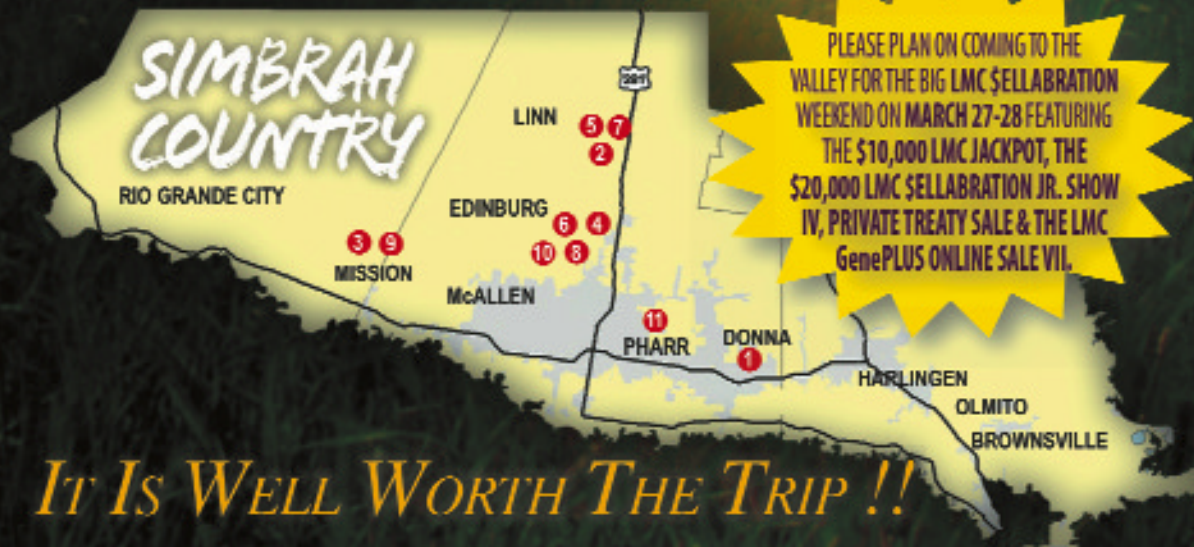 SIMBRAH
COUNTRY
PLEASE PLAN ON COMING TO THE
VALLEY FOR THE BIG LMC $ELLABRATION
WEEKEND ON MARCH 27-28 FEATURING
THE $10,000 LMC JACKPOT, THE
$20,000 LMC $ELLABRATION JR. SHOW
IV, PRIVATE TREATY SALE & THE LMC
GenePLUS ONLINE SALE VII.
281
LINN
5 7
2
RIO GRANDE CITY
EDINBURG
6 4
3 9
10 8
MISSION
McALLEN
11
PHARR
DONNA
1
HARLINGEN
OLMITO
BROWNSVILLE
IT IS WELL WORTH THE TRIP !!